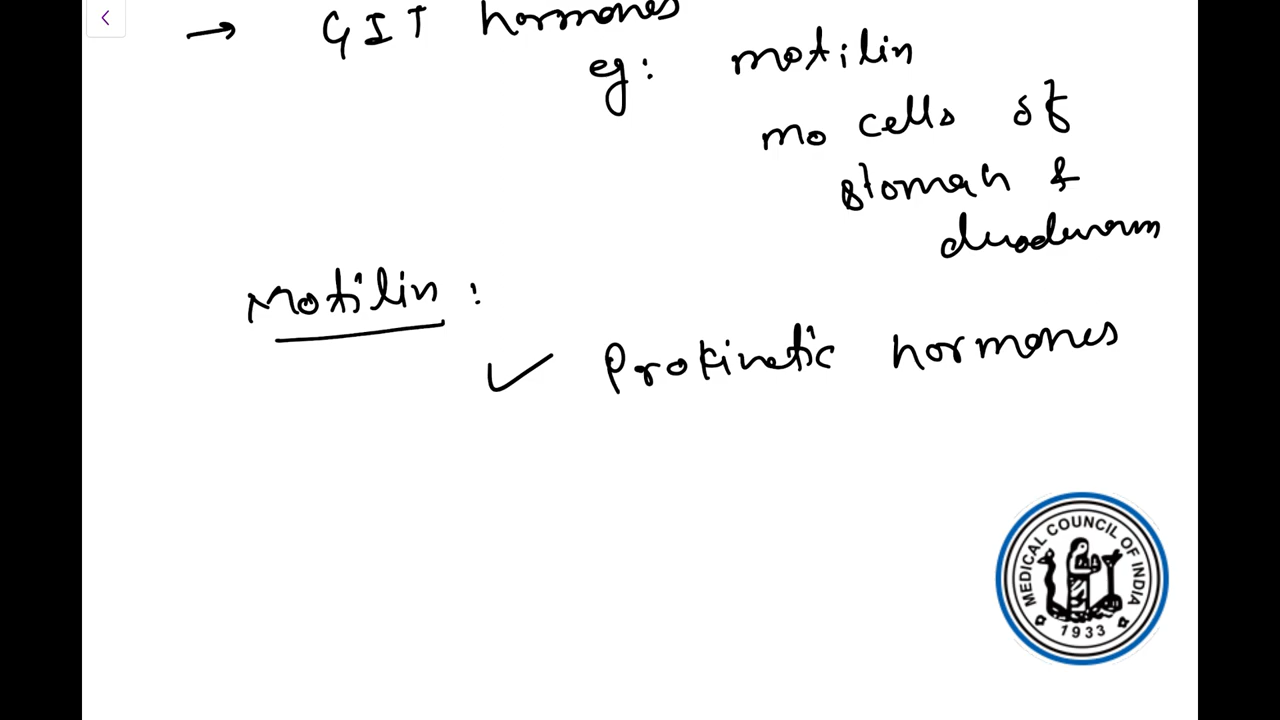 → GIT hormones
eg: motilin
mo cells of
stomach &
duodenum
Motilin :
✓ Prokinetic hormones
MEDICAL COUNCIL OF INDIA
1933